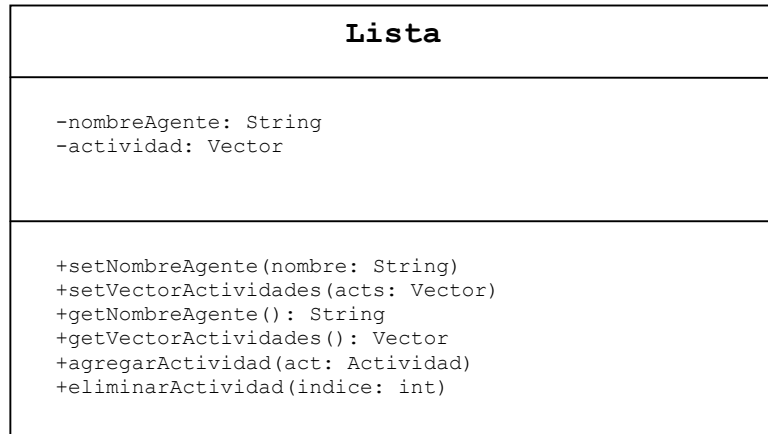 Lista
-nombreAgente: String
-actividad: Vector
+setNombreAgente(nombre: String)
+setVectorActividades(acts: Vector)
+getNombreAgente(): String
+getVectorActividades(): Vector
+agregarActividad(act: Actividad)
+eliminarActividad(indice: int)